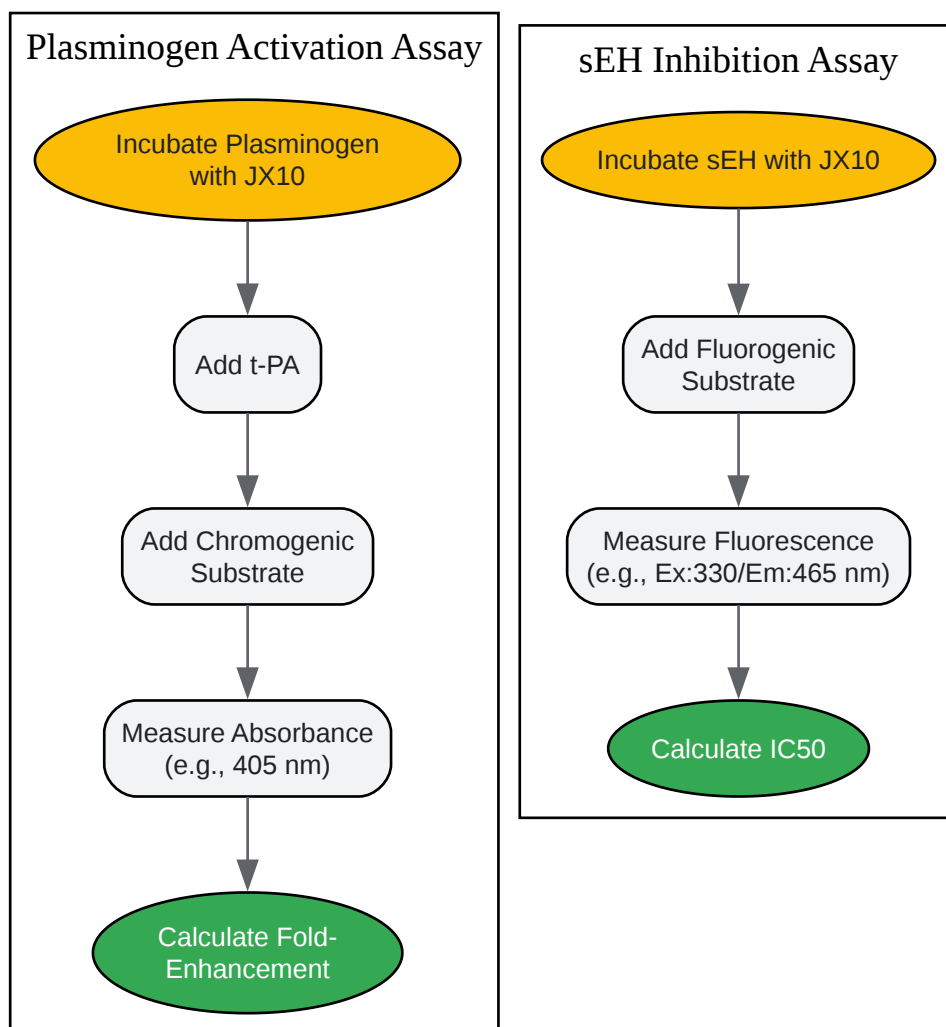 Plasminogen Activation Assay
Incubate Plasminogen
with JX10
Add t-PA
Add Chromogenic
Substrate
Measure Absorbance
(e.g., 405 nm)
Calculate Fold-
Enhancement
sEH Inhibition Assay
Incubate sEH with JX10
Add Fluorogenic
Substrate
Measure Fluorescence
(e.g., Ex:330/Em:465 nm)
Calculate IC50